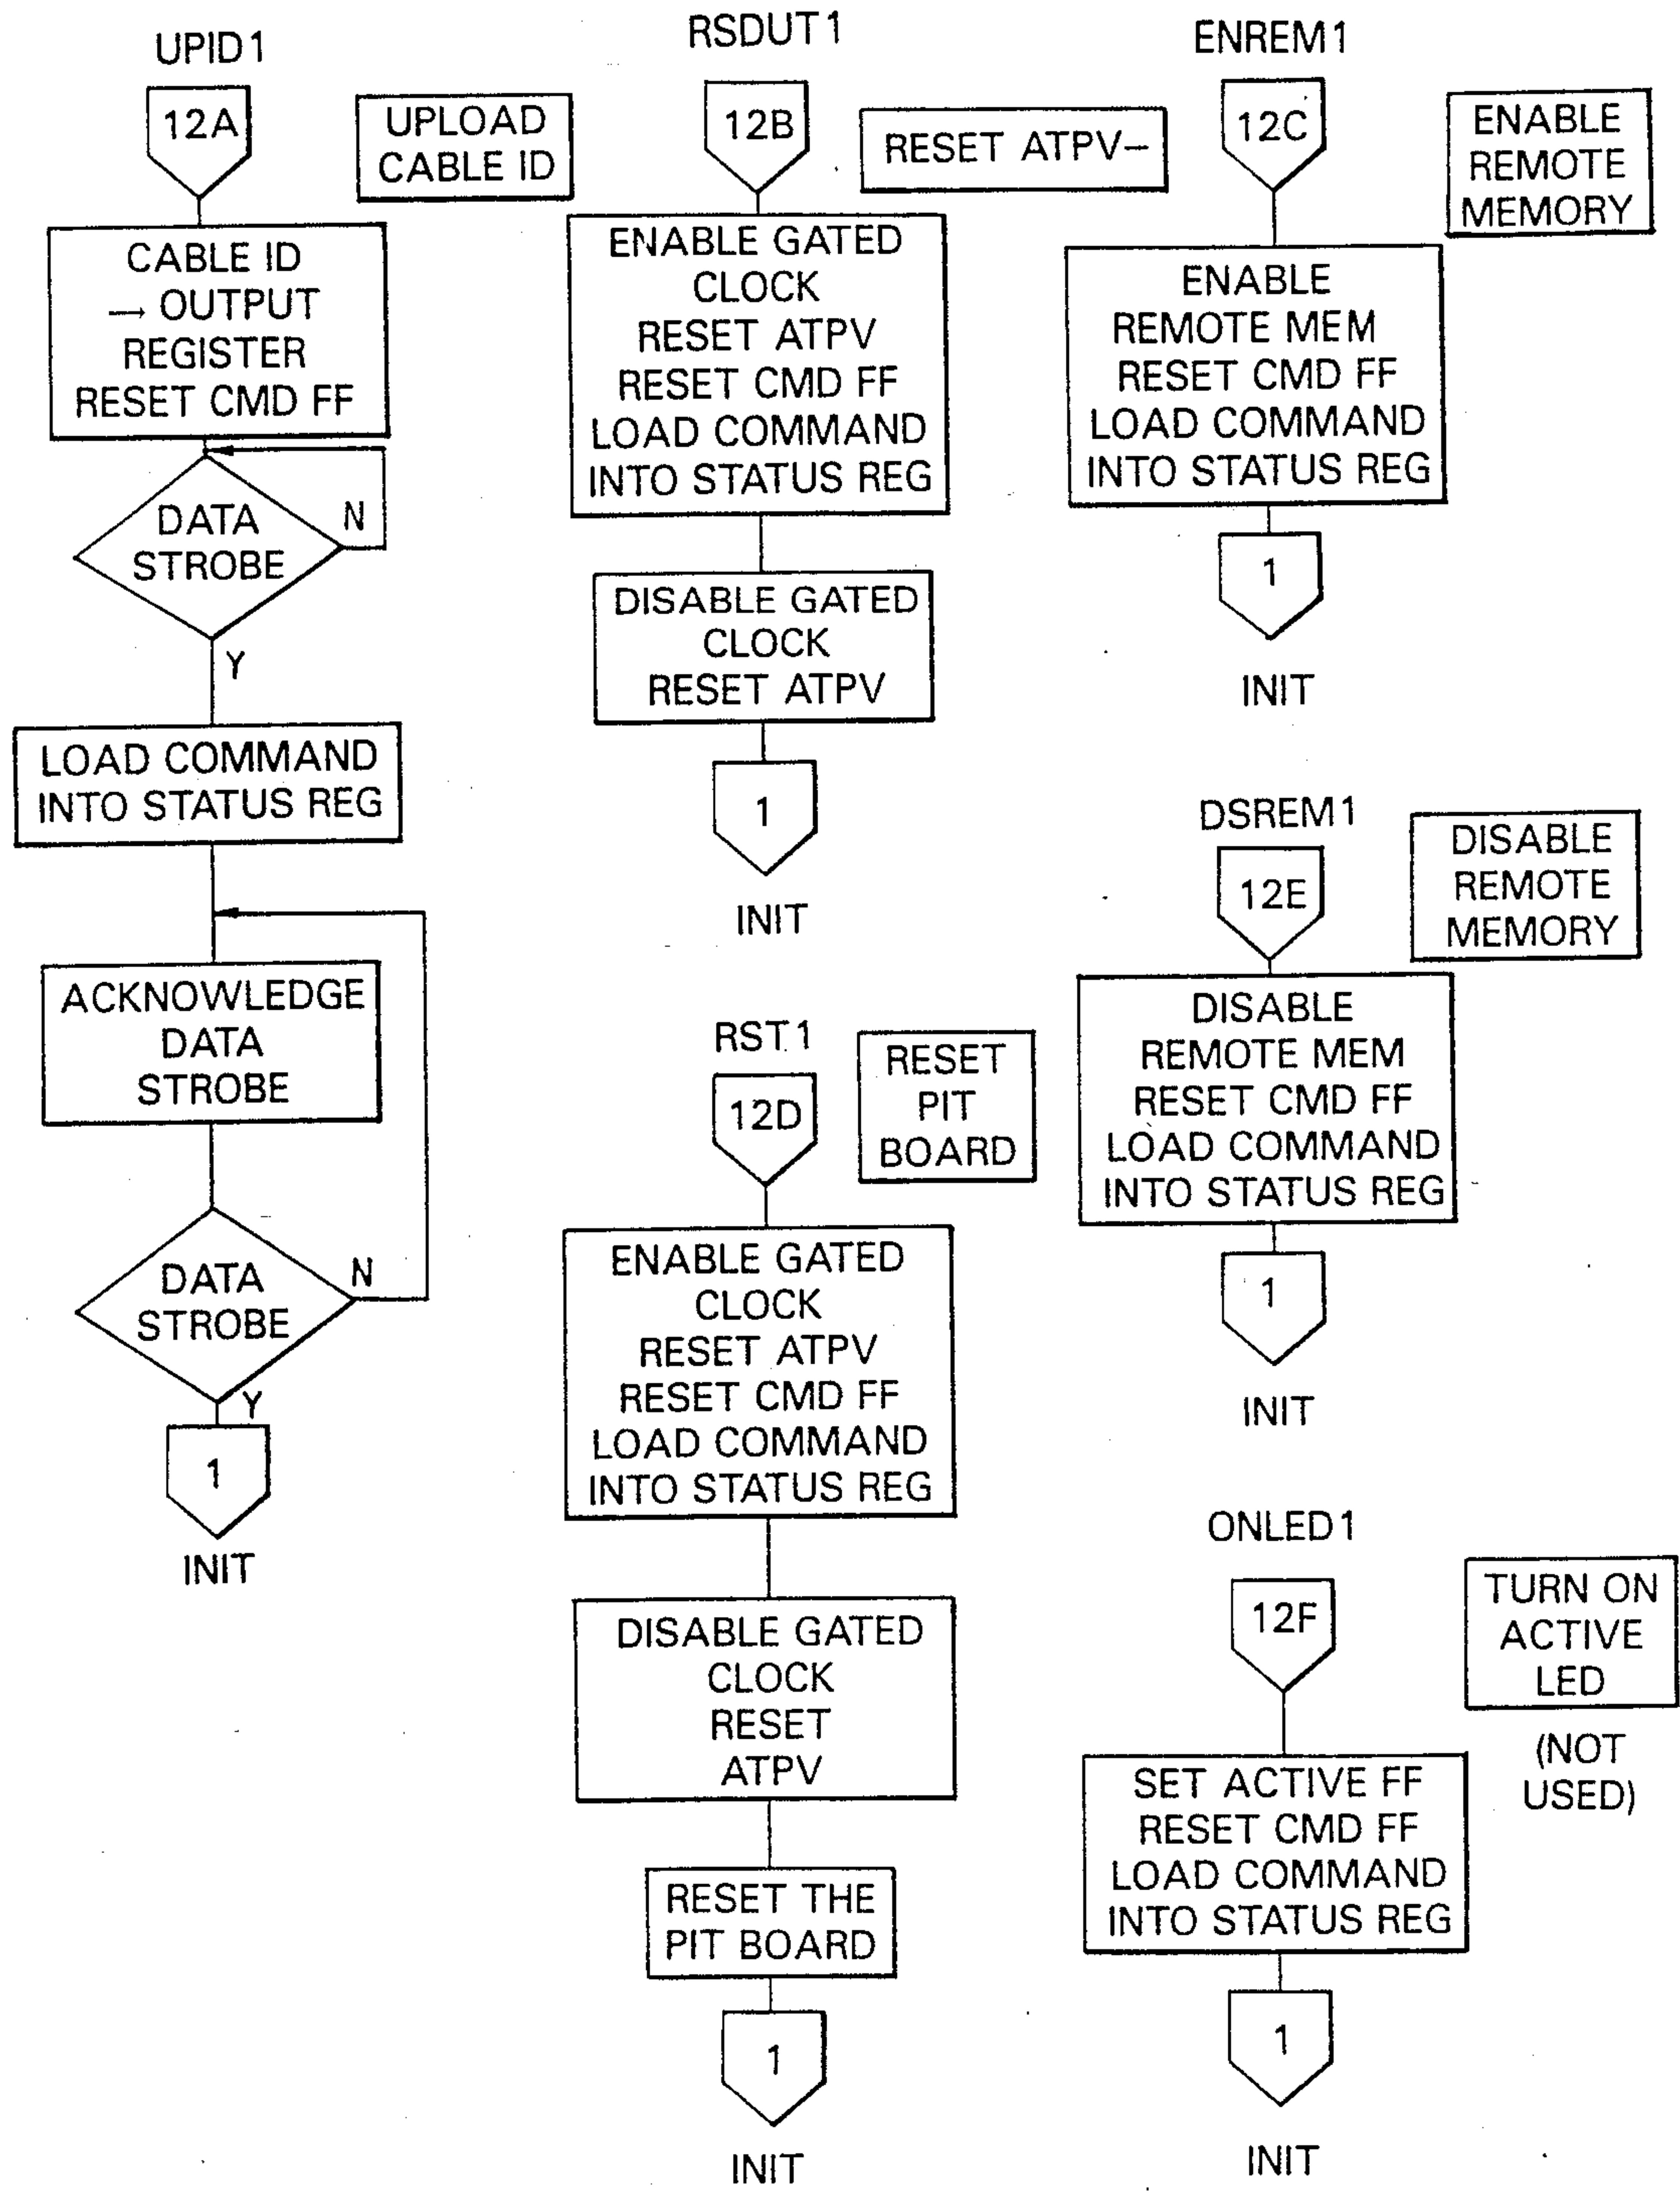 UPID1
12A
UPLOAD
CABLE ID
CABLE ID
→ OUTPUT
REGISTER
RESET CMD FF
DATA
STROBE
N
Y
LOAD COMMAND
INTO STATUS REG
ACKNOWLEDGE
DATA
STROBE
DATA
STROBE
N
Y
1
INIT
RSDUT1
12B
RESET ATPV–
ENABLE GATED
CLOCK
RESET ATPV
RESET CMD FF
LOAD COMMAND
INTO STATUS REG
DISABLE GATED
CLOCK
RESET ATPV
1
INIT
RST1
12D
RESET
PIT
BOARD
ENABLE GATED
CLOCK
RESET ATPV
RESET CMD FF
LOAD COMMAND
INTO STATUS REG
DISABLE GATED
CLOCK
RESET
ATPV
RESET THE
PIT BOARD
1
INIT
ENREM1
12C
ENABLE
REMOTE
MEMORY
ENABLE
REMOTE MEM
RESET CMD FF
LOAD COMMAND
INTO STATUS REG
1
INIT
DSREM1
12E
DISABLE
REMOTE
MEMORY
DISABLE
REMOTE MEM
RESET CMD FF
LOAD COMMAND
INTO STATUS REG
1
INIT
ONLED1
12F
TURN ON
ACTIVE
LED
(NOT
USED)
SET ACTIVE FF
RESET CMD FF
LOAD COMMAND
INTO STATUS REG
1
INIT